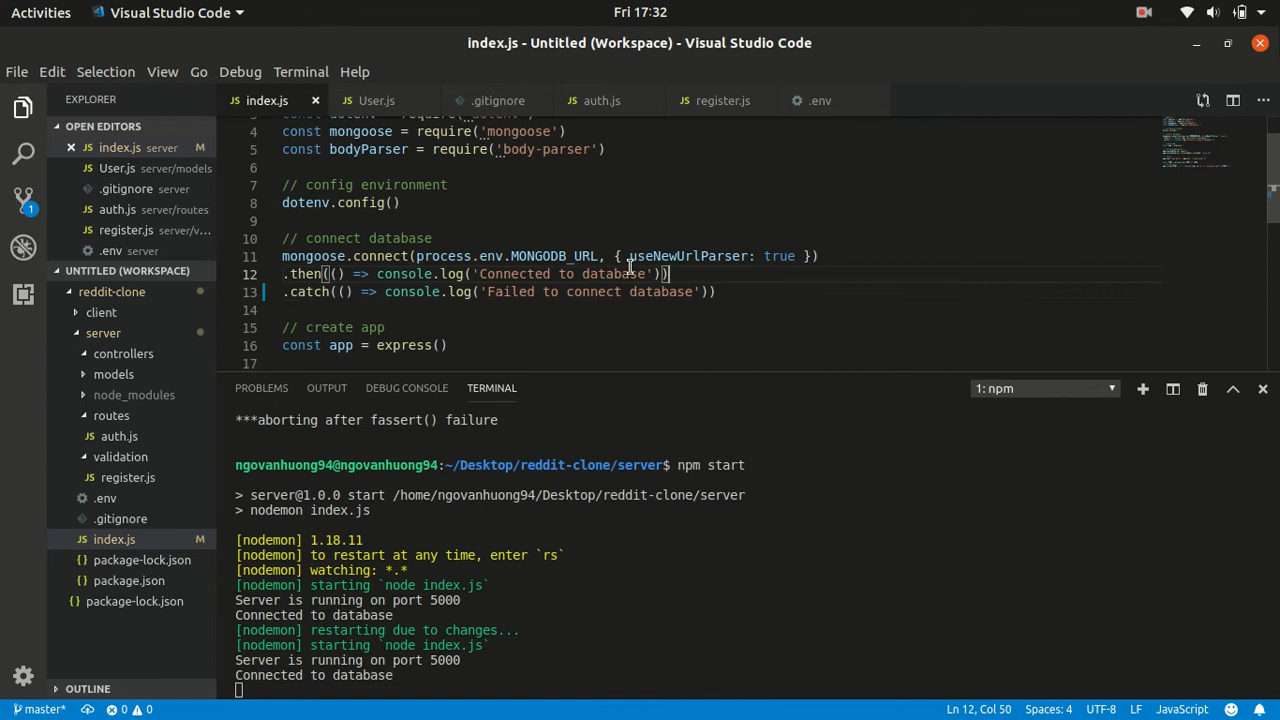 Activities Visual Studio Code Fri 17:32
index.js - Untitled (Workspace) - Visual Studio Code
File Edit Selection View Go Debug Terminal Help
EXPLORER
OPEN EDITORS
index.js server M
User.js server/models
.gitignore server
auth.js server/routes
register.js server/v...
.env server
UNTITLED (WORKSPACE)
reddit-clone
client
server
controllers
models
node_modules
routes
JS auth.js
validation
JS register.js
.env
.gitignore
JS index.js M
{} package-lock.json
{} package.json
{} package-lock.json
OUTLINE
1
JS index.js JS User.js .gitignore JS auth.js JS register.js .env
4 const mongoose = require('mongoose')
5 const bodyParser = require('body-parser')
6
7 // config environment
8 dotenv.config()
9
10 // connect database
11 mongoose.connect(process.env.MONGODB_URL, { useNewUrlParser: true })
12 .then(() => console.log('Connected to database'))
13 .catch(() => console.log('Failed to connect database'))
14
15 // create app
16 const app = express()
17
PROBLEMS OUTPUT DEBUG CONSOLE TERMINAL 1: npm
***aborting after fassert() failure
ngovanhuong94@ngovanhuong94:~/Desktop/reddit-clone/server$ npm start
> server@1.0.0 start /home/ngovanhuong94/Desktop/reddit-clone/server
> nodemon index.js
[nodemon] 1.18.11
[nodemon] to restart at any time, enter `rs`
[nodemon] watching: *.*
[nodemon] starting `node index.js`
Server is running on port 5000
Connected to database
[nodemon] restarting due to changes...
[nodemon] starting `node index.js`
Server is running on port 5000
Connected to database
master* 0 0 Ln 12, Col 50 Spaces: 4 UTF-8 LF JavaScript